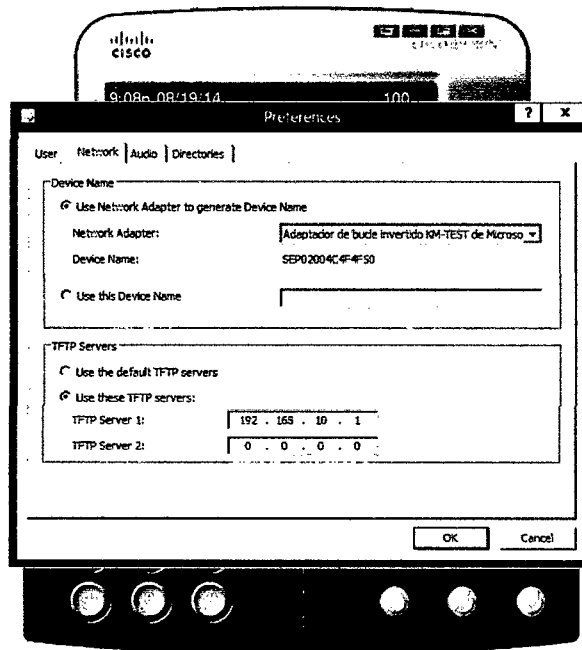 cisco
9:08p 08/19/14 100
Preferences ? X
User Network Audio Directories
Device Name
Use Network Adapter to generate Device Name
Network Adapter: Adaptador de bucle invertido KM-TEST de Microso
Device Name: SEP02004C4F4F50
Use this Device Name
TFTP Servers
Use the default TFTP servers
Use these TFTP servers:
TFTP Server 1: 192 . 168 . 10 . 1
TFTP Server 2: 0 . 0 . 0 . 0
OK Cancel